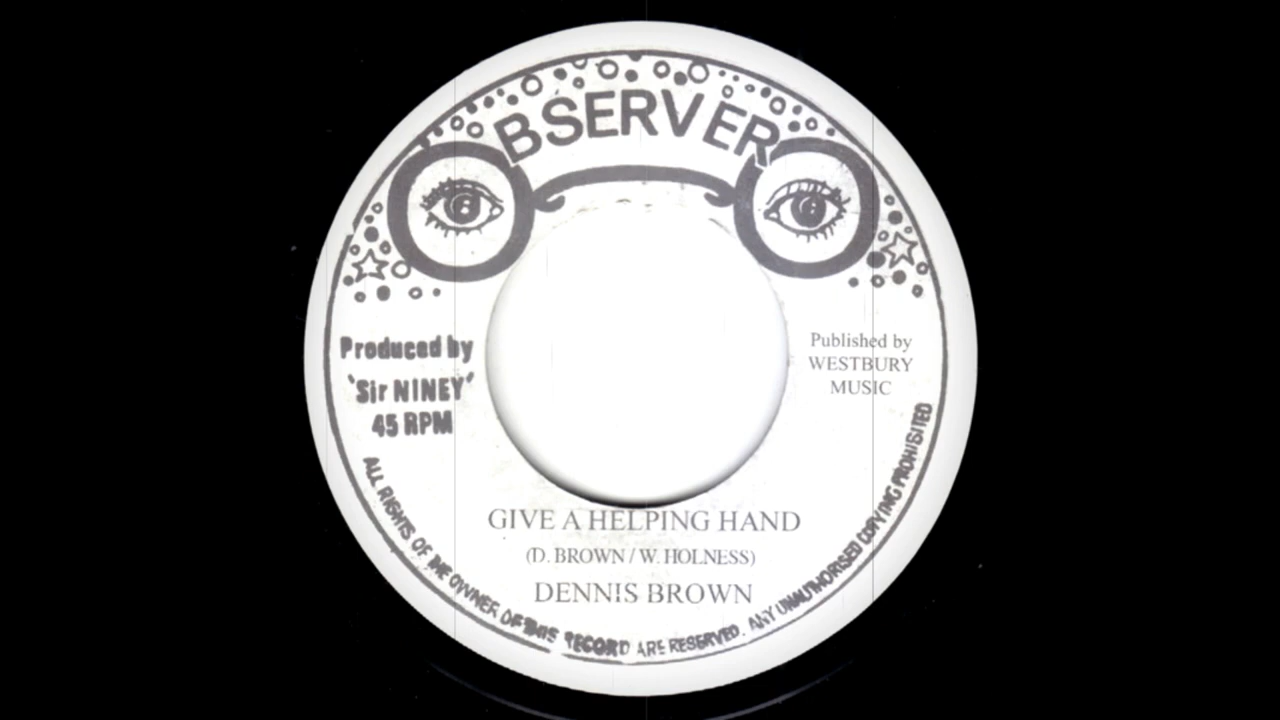 OBSERVER
Produced by
'Sir NINEY'
45 RPM
Published by
WESTBURY
MUSIC
GIVE A HELPING HAND
(D. BROWN / W. HOLNESS)
DENNIS BROWN
ALL RIGHTS OF THE OWNER OF THIS RECORD ARE RESERVED. ANY UNAUTHORISED COPYING PROHIBITED